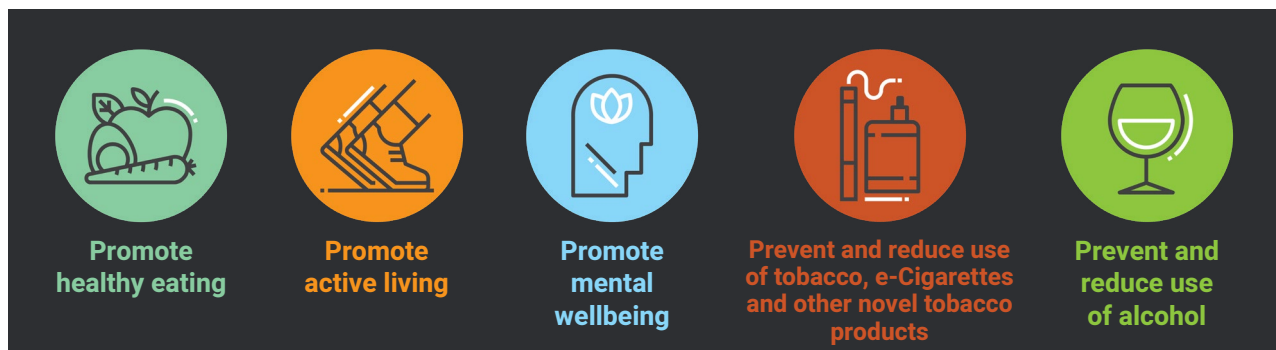 Promote
healthy eating
Promote
active living
Promote
mental
wellbeing
Prevent and reduce use
of tobacco, e-Cigarettes
and other novel tobacco
products
Prevent and
reduce use
of alcohol